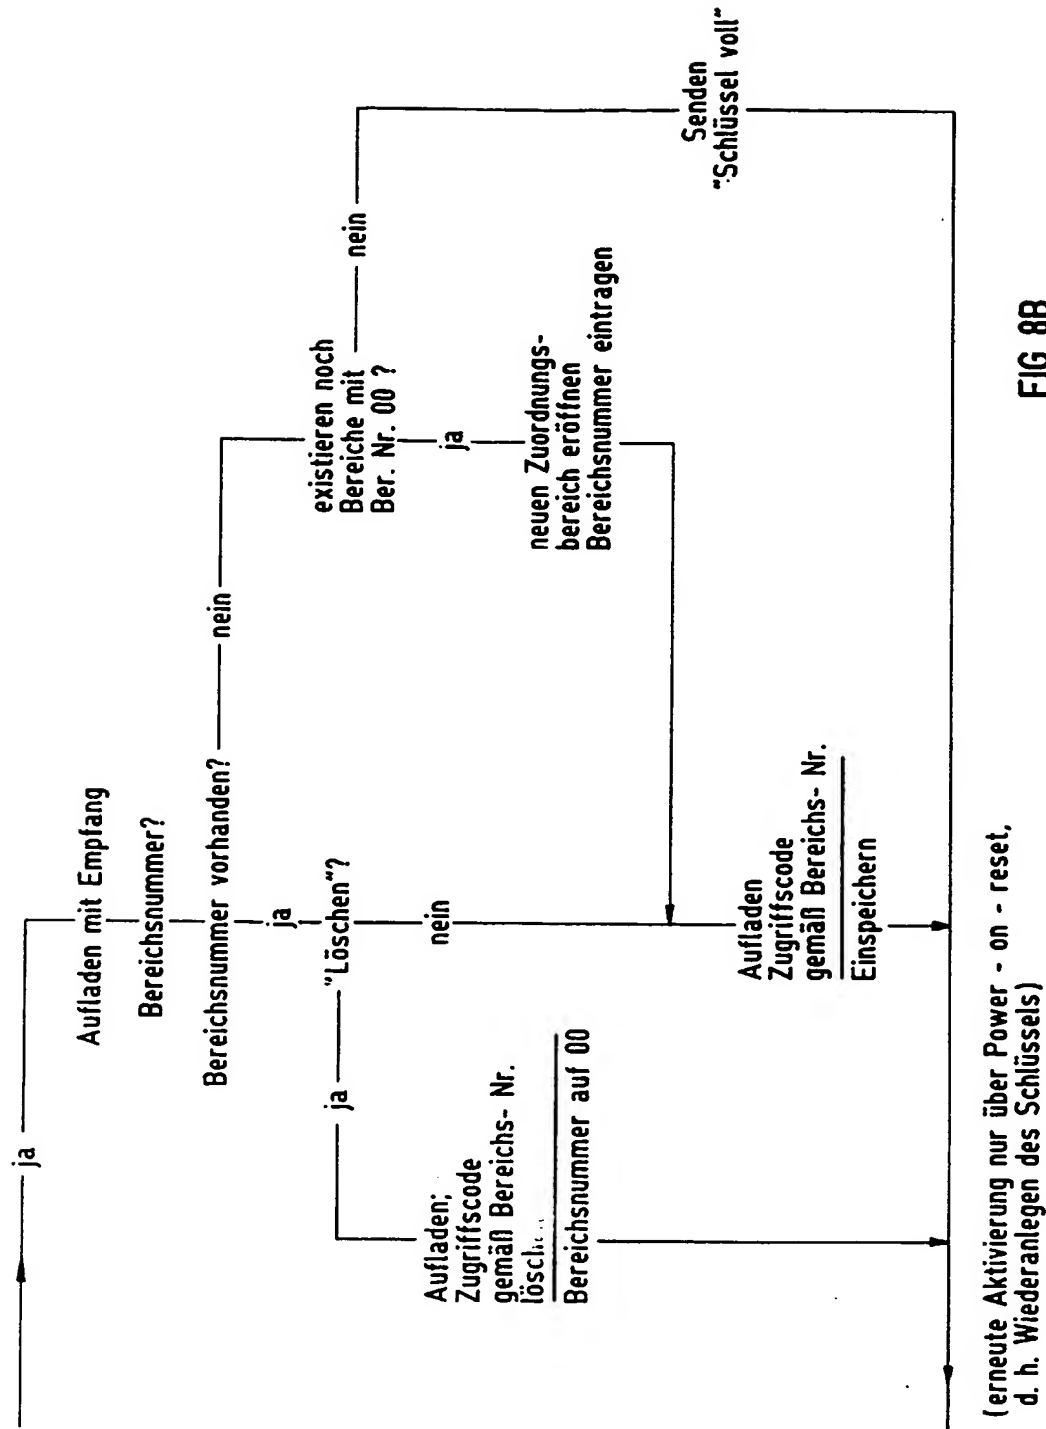 ja
Aufladen mit Empfang
Bereichsnummer?
Bereichsnummer vorhanden?
nein
ja
"Löschen"?
ja
nein
existieren noch
Bereiche mit
Ber. Nr. 00 ?
nein
ja
neuen Zuordnungs-
bereich eröffnen
Bereichsnummer eintragen
Senden
"Schlüssel voll"
Aufladen;
Zugriffscode
gemäß Bereichs- Nr.
Bereichsnummer auf 00
Aufladen
Zugriffscode
gemäß Bereichs- Nr.
Einspeichern
(erneute Aktivierung nur über Power - on - reset,
d. h. Wiederanlegen des Schlüssels)
FIG 8B